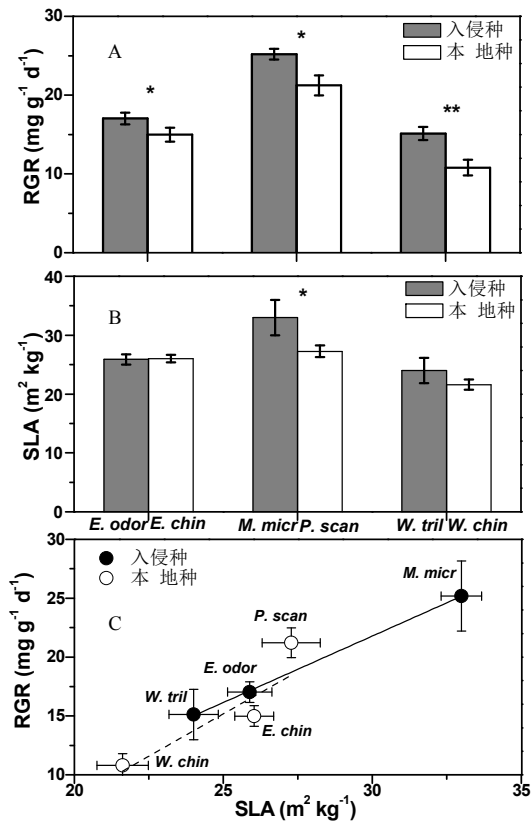 30
20
10
0
RGR (mg g⁻¹ d⁻¹)
A
*
*
**
入侵种
本 地种
40
30
20
10
0
SLA (m² kg⁻¹)
B
*
入侵种
本 地种
E. odor E. chin M. micr P. scan W. tril W. chin
30
25
20
15
10
RGR (mg g⁻¹ d⁻¹)
入侵种
本 地种
C
M. micr
P. scan
E. odor
W. tril
E. chin
W. chin
20 25 30 35
SLA (m² kg⁻¹)